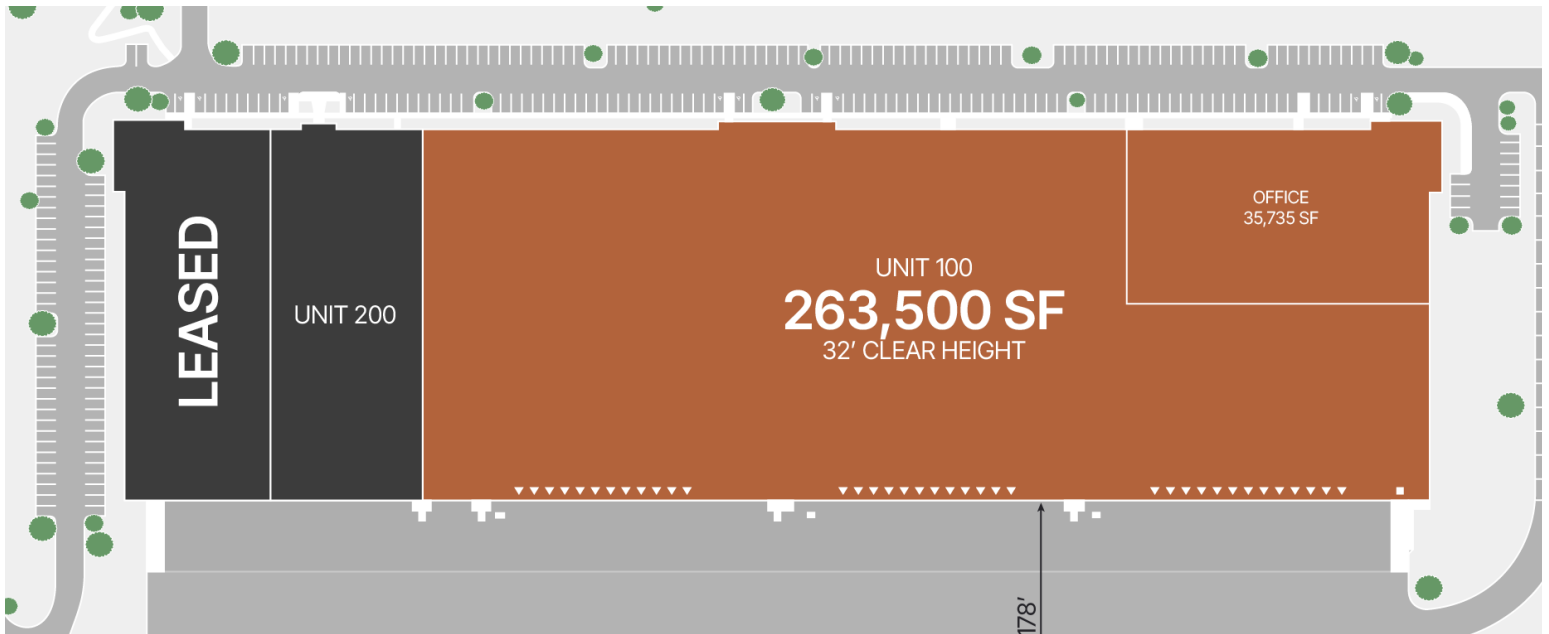 LEASED
UNIT 200
UNIT 100
263,500 SF
32' CLEAR HEIGHT
OFFICE
35,735 SF
178'